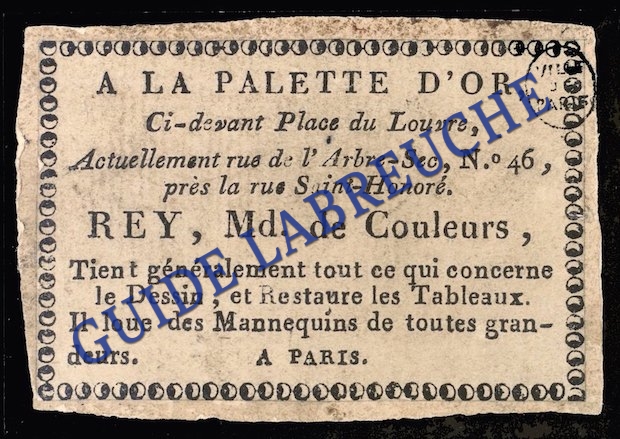 A LA PALETTE D'OR
Ci-devant Place du Louvre,
Actuellement rue de l'Arbre-Sec, N.º 46,
près la rue Saint-Honoré.
REY, Md. de Couleurs,
Tient généralement tout ce qui concerne
le Dessin, et Restaure les Tableaux.
Il loue des Mannequins de toutes gran-
deurs. A PARIS.
GUIDE LABREUCHE
VILLE
PARIS